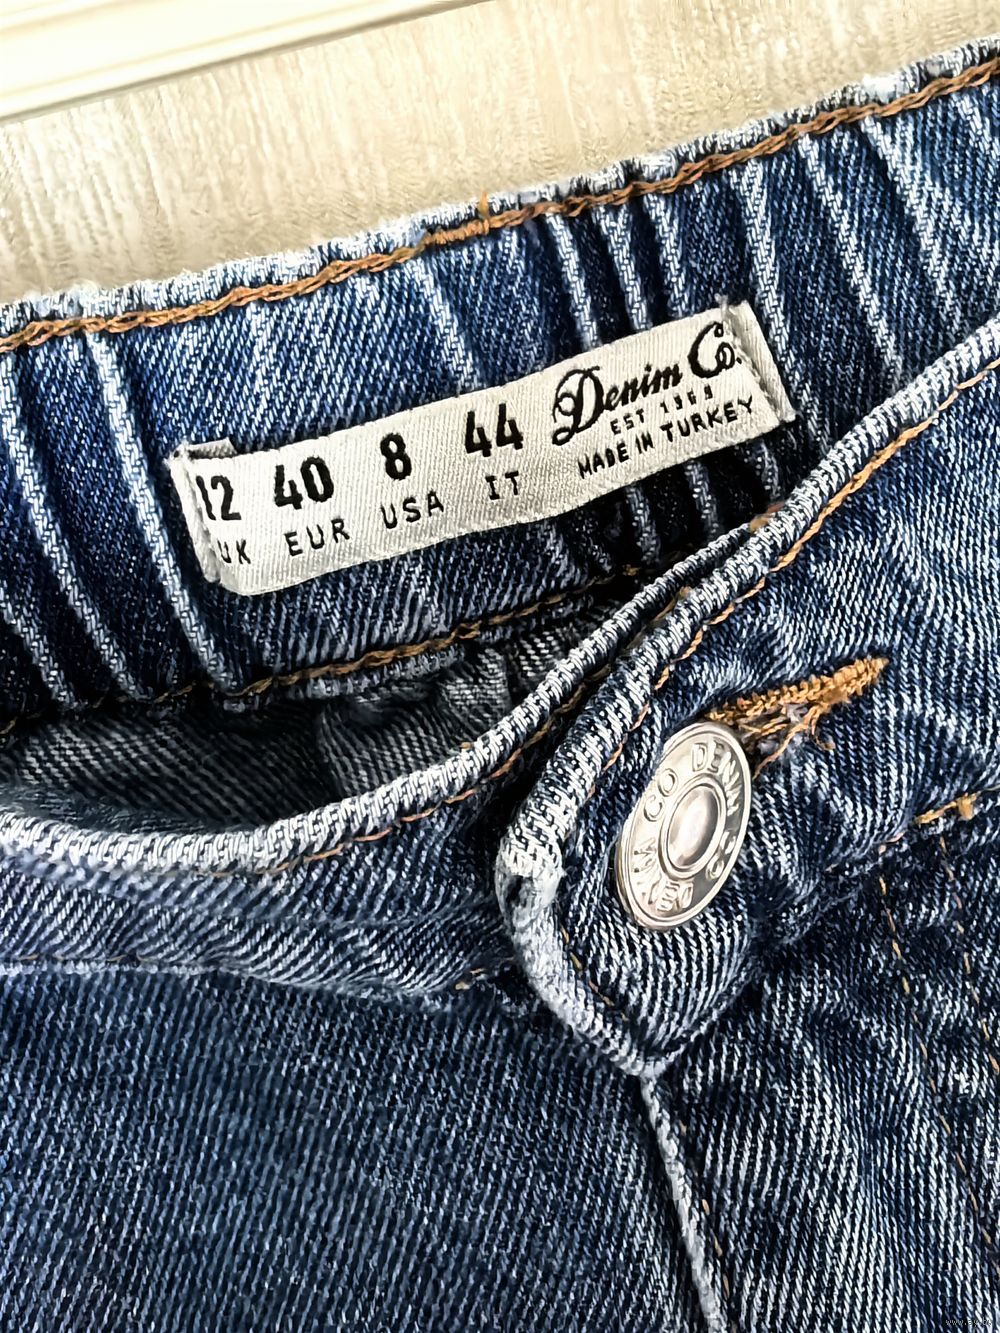 12 40 8 44
UK EUR USA IT
Denim Co.
EST 1969
MADE IN TURKEY
DENIM CO DENIM CO